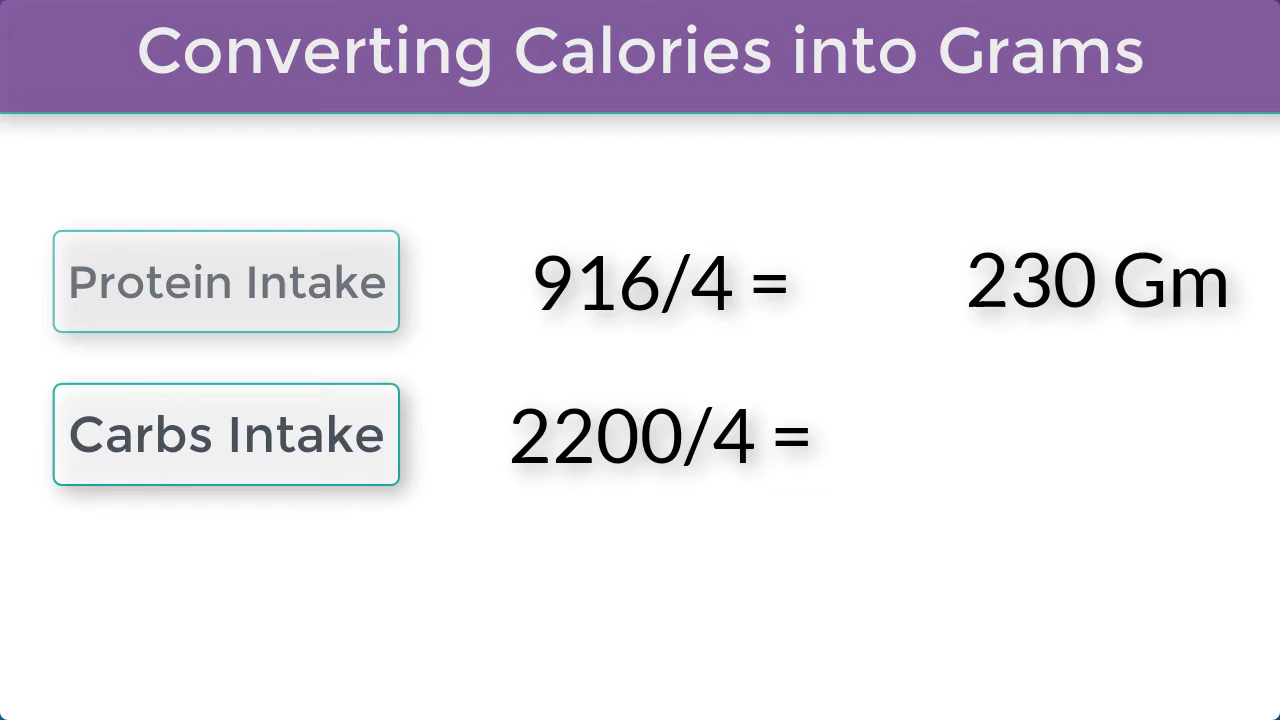 Converting Calories into Grams
Protein Intake 916/4 = 230 Gm
Carbs Intake 2200/4 =